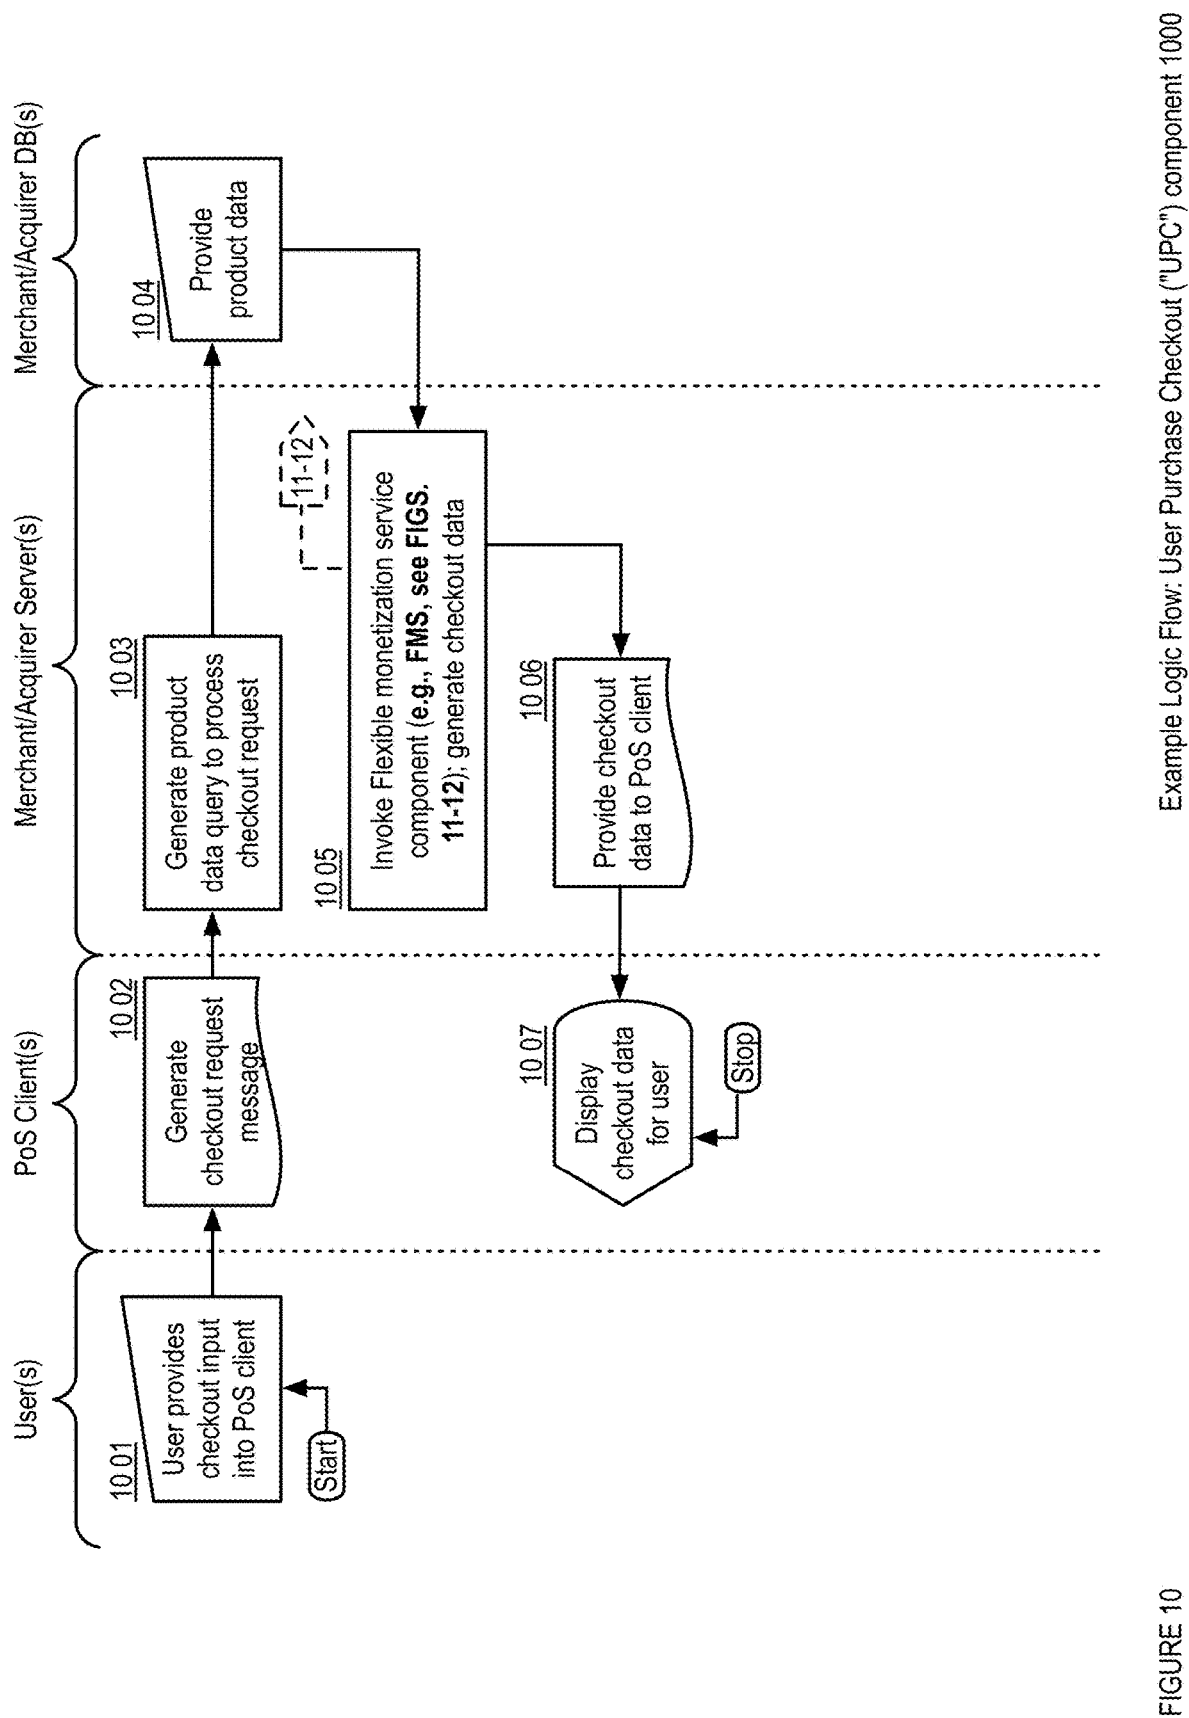 User(s)
PoS Client(s)
Merchant/Acquirer Server(s)
Merchant/Acquirer DB(s)
10 01
User provides
checkout input
into PoS client
Start
10 02
Generate
checkout request
message
10 03
Generate product
data query to process
checkout request
10 04
Provide
product data
11-12
10 05
Invoke Flexible monetization service
component (e.g., FMS, see FIGS.
11-12); generate checkout data
10 06
Provide checkout
data to PoS client
10 07
Display
checkout data
for user
Stop
FIGURE 10
Example Logic Flow: User Purchase Checkout ("UPC") component 1000